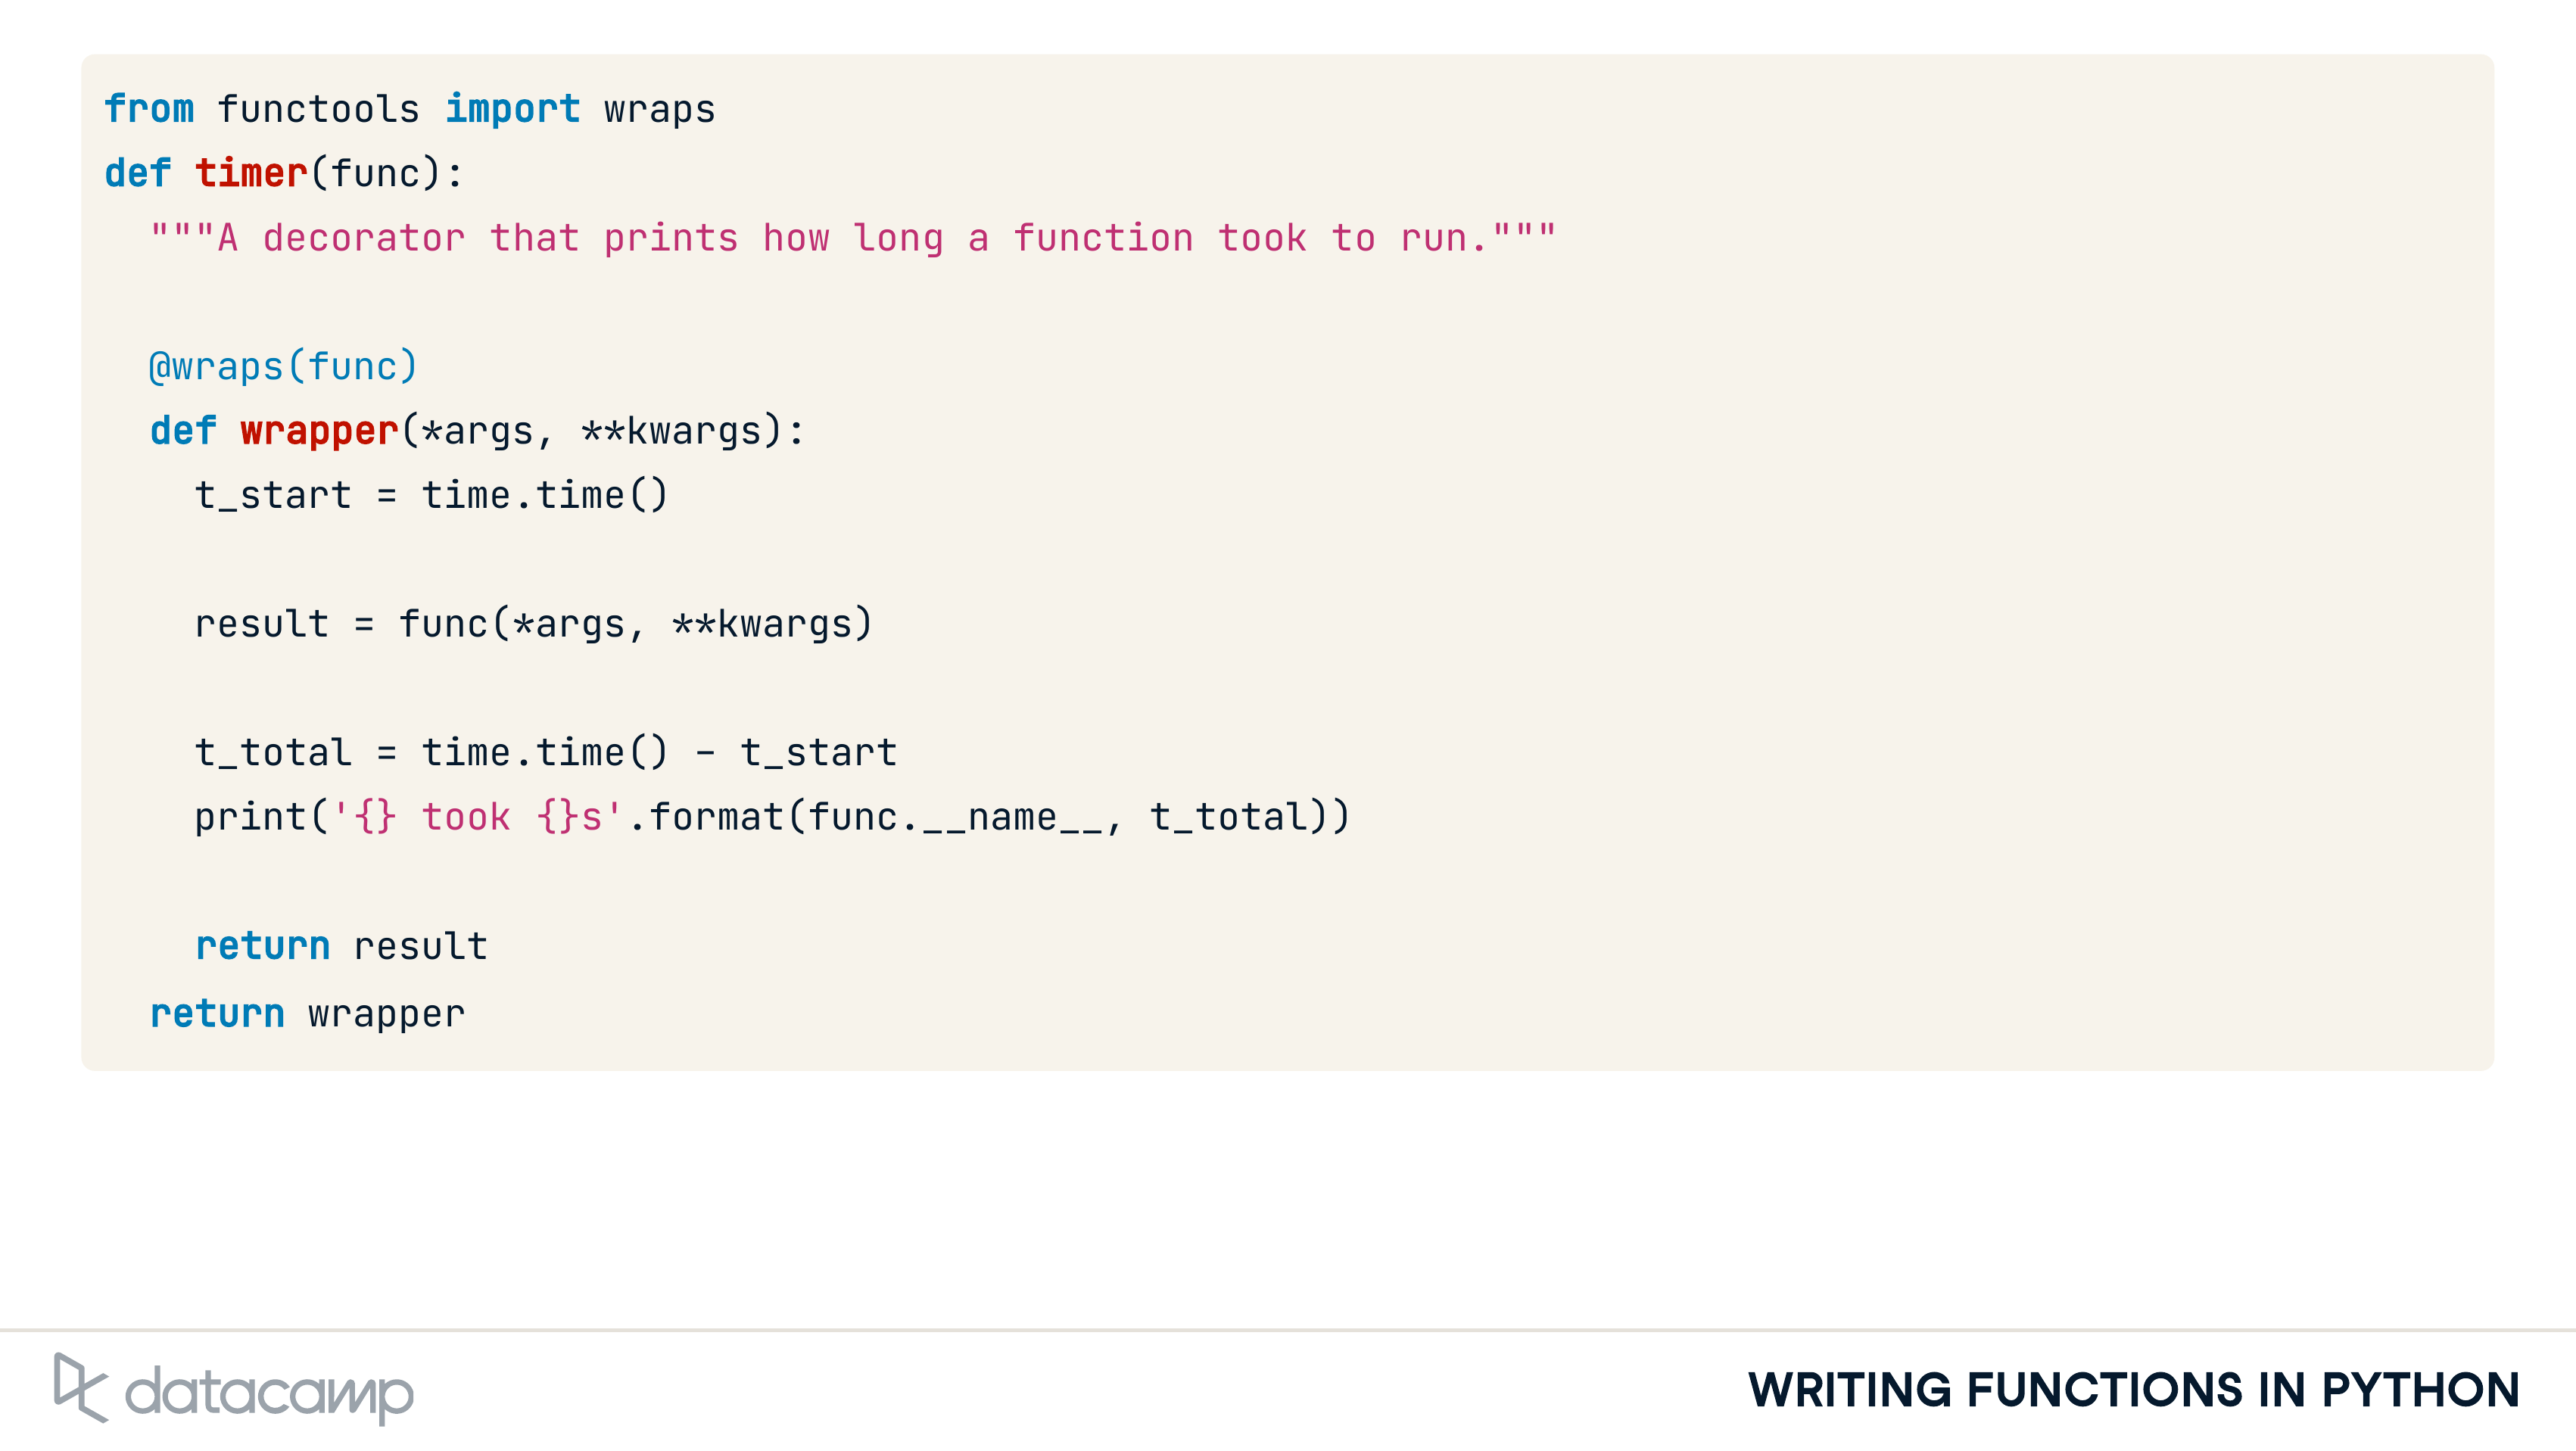 from functools import wraps
def timer(func):
  """A decorator that prints how long a function took to run."""
  @wraps(func)
  def wrapper(*args, **kwargs):
    t_start = time.time()
    result = func(*args, **kwargs)
    t_total = time.time() - t_start
    print('{} took {}s'.format(func.__name__, t_total))
    return result
  return wrapper
datacamp
WRITING FUNCTIONS IN PYTHON